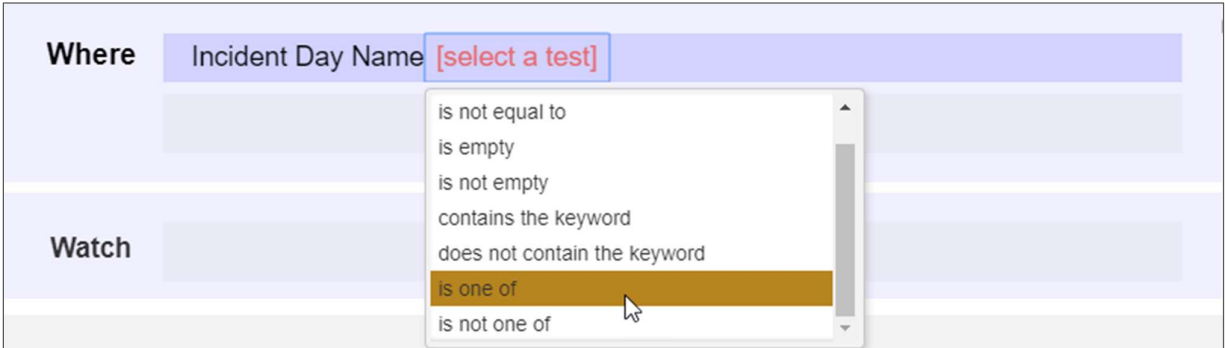 Where Incident Day Name [select a test]
is not equal to
is empty
is not empty
contains the keyword
Watch
does not contain the keyword
is one of
is not one of